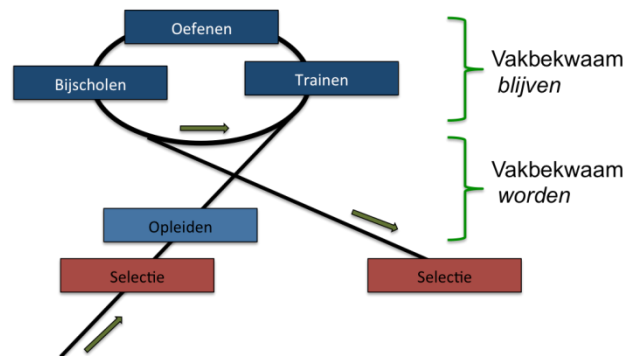 Oefenen
Bijscholen
Trainen
Vakbekwaam
blijven
Vakbekwaam
worden
Opleiden
Selectie
Selectie